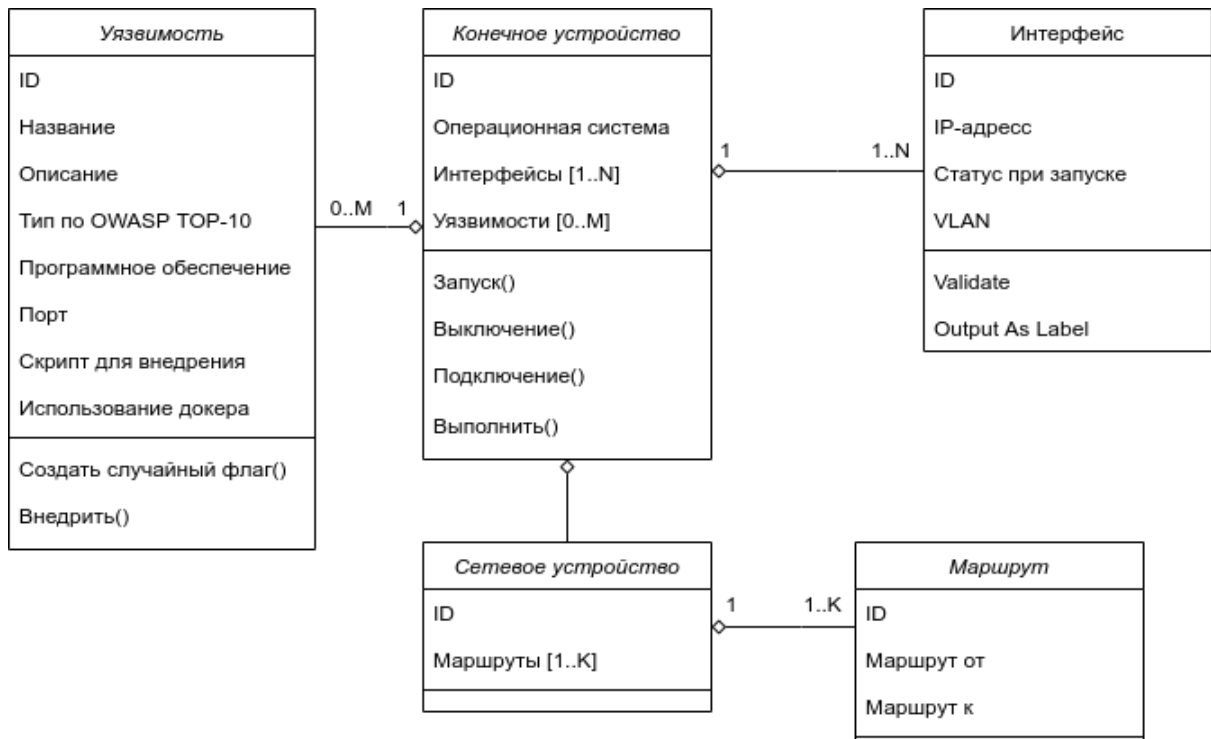 Уязвимость
ID
Название
Описание
Тип по OWASP TOP-10
Программное обеспечение
Порт
Скрипт для внедрения
Использование докера
Создать случайный флаг()
Внедрить()
0..M 1
Конечное устройство
ID
Операционная система
Интерфейсы [1..N]
Уязвимости [0..M]
Запуск()
Выключение()
Подключение()
Выполнить()
1 1..N
Интерфейс
ID
IP-адресс
Статус при запуске
VLAN
Validate
Output As Label
Сетевое устройство
ID
Маршруты [1..K]
1 1..K
Маршрут
ID
Маршрут от
Маршрут к